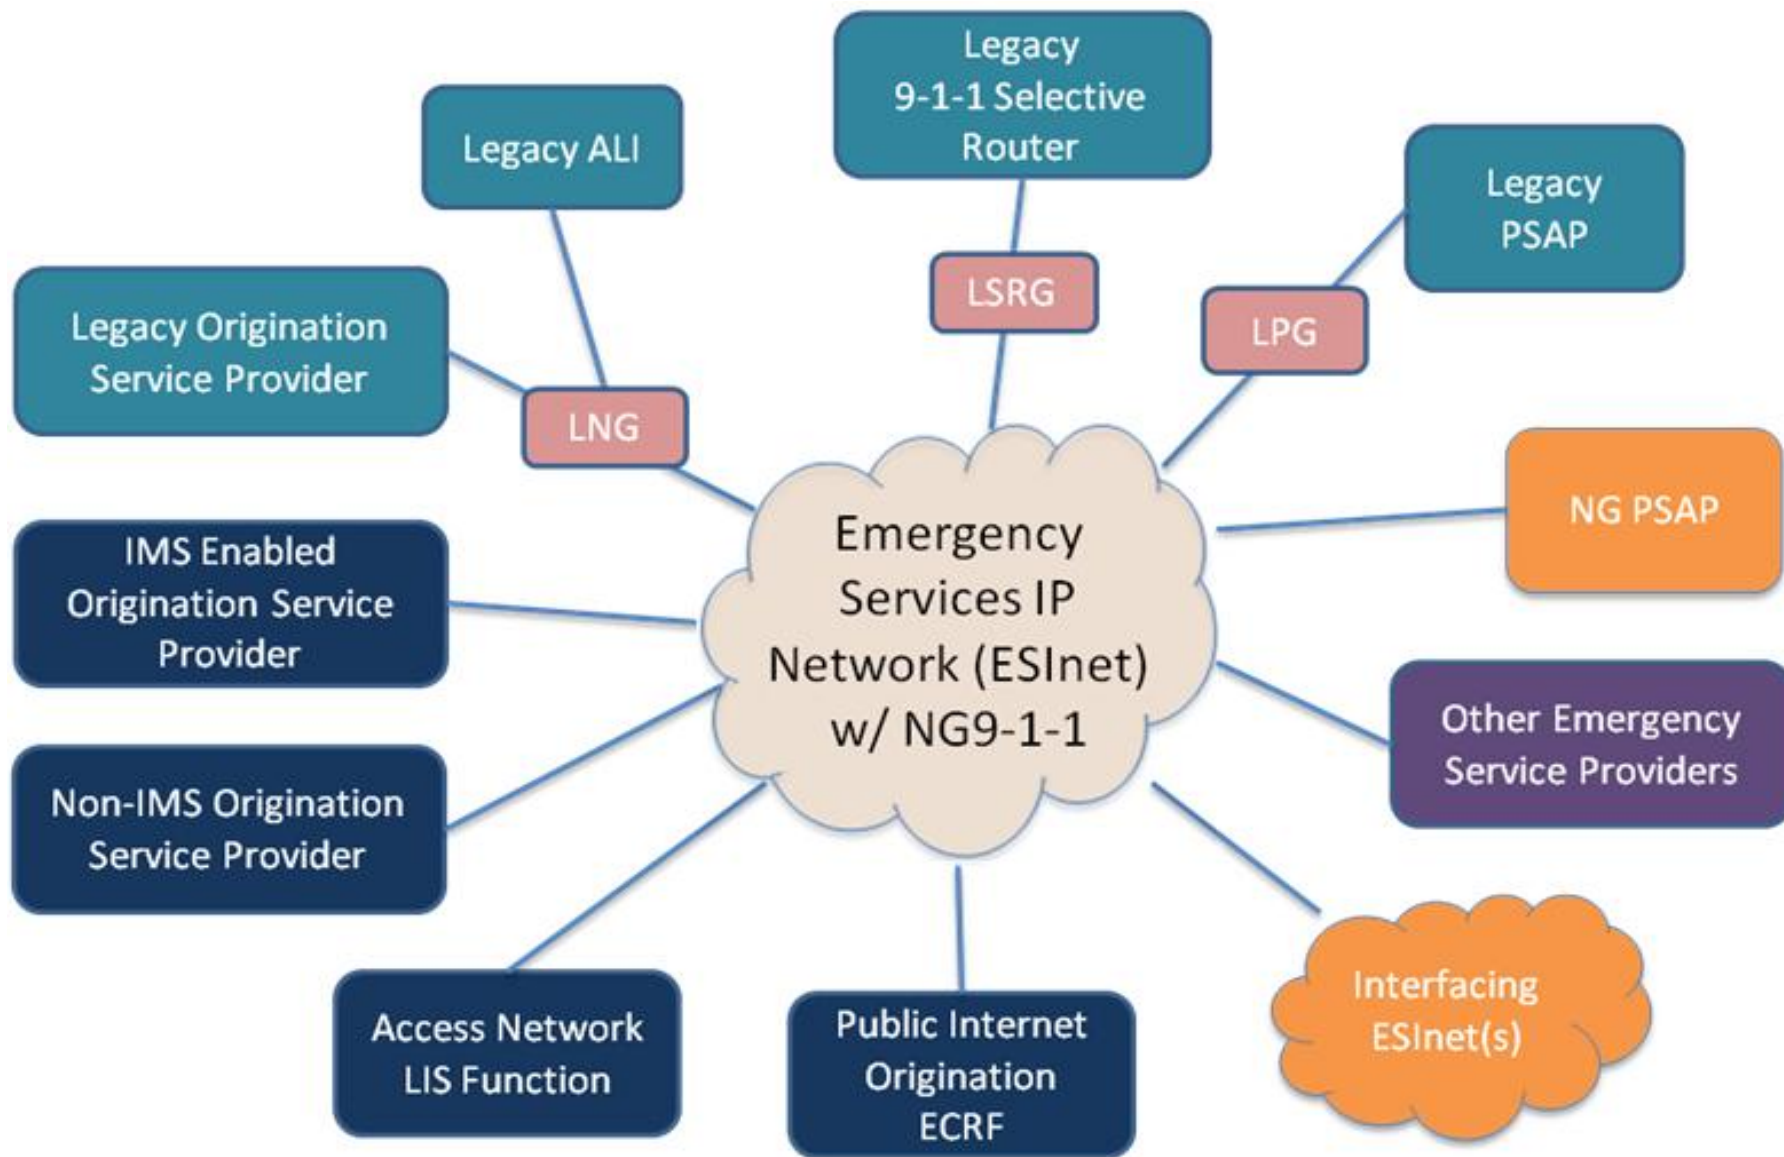 Legacy
9-1-1 Selective
Router
Legacy ALI
Legacy
PSAP
LSRG
LPG
Legacy Origination
Service Provider
LNG
NG PSAP
Emergency
Services IP
Network (ESInet)
w/ NG9-1-1
IMS Enabled
Origination Service
Provider
Other Emergency
Service Providers
Non-IMS Origination
Service Provider
Interfacing
ESInet(s)
Access Network
LIS Function
Public Internet
Origination
ECRF